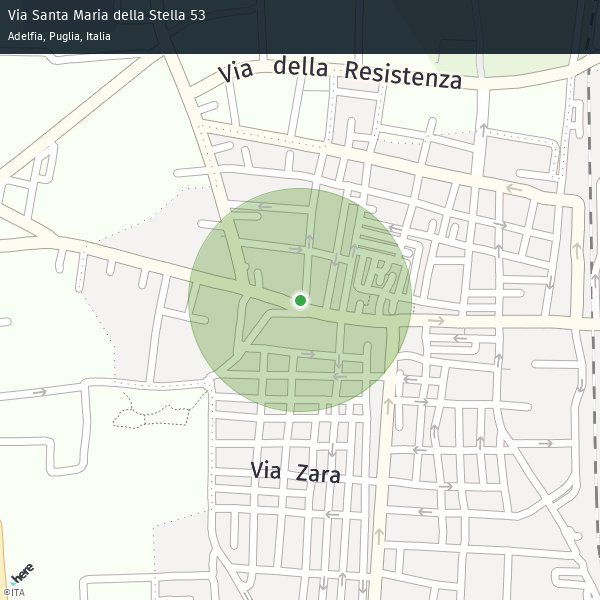 Via Santa Maria della Stella 53
Adelfia, Puglia, Italia
Via della Resistenza
Via Zara
here
©ITA